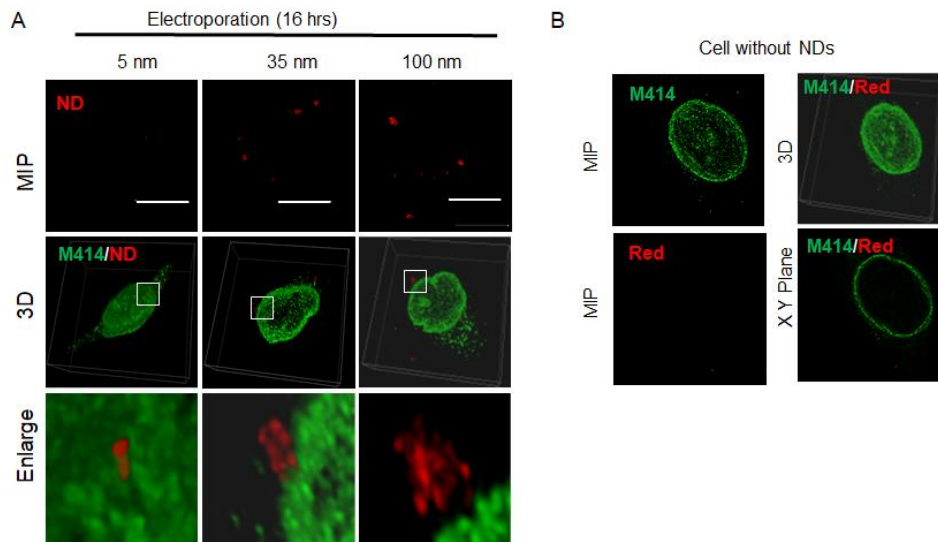 A
Electroporation (16 hrs)
5 nm
35 nm
100 nm
MIP
ND
3D
M414/ND
Enlarge
B
Cell without NDs
MIP
M414
3D
M414/Red
MIP
Red
X Y Plane
M414/Red